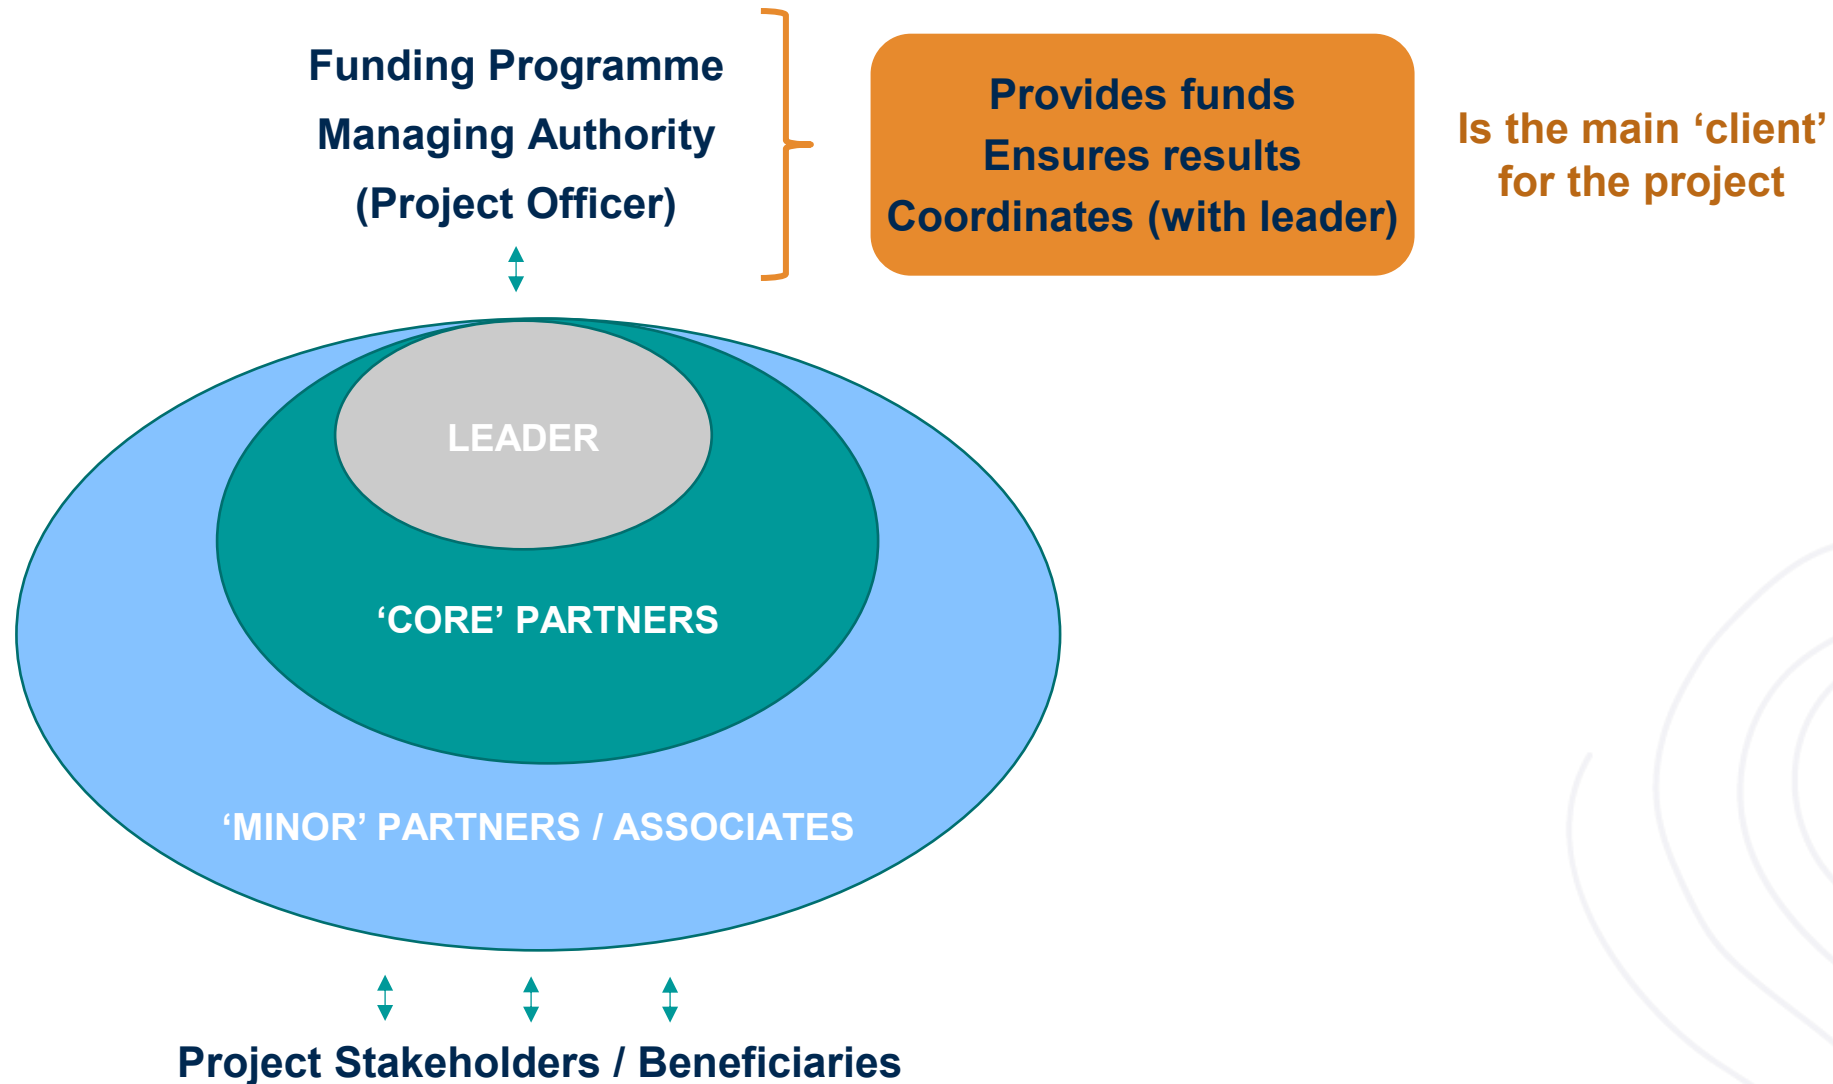 Funding Programme
Managing Authority
(Project Officer)
Provides funds
Ensures results
Coordinates (with leader)
Is the main ‘client’
for the project
LEADER
‘CORE’ PARTNERS
‘MINOR’ PARTNERS / ASSOCIATES
Project Stakeholders / Beneficiaries